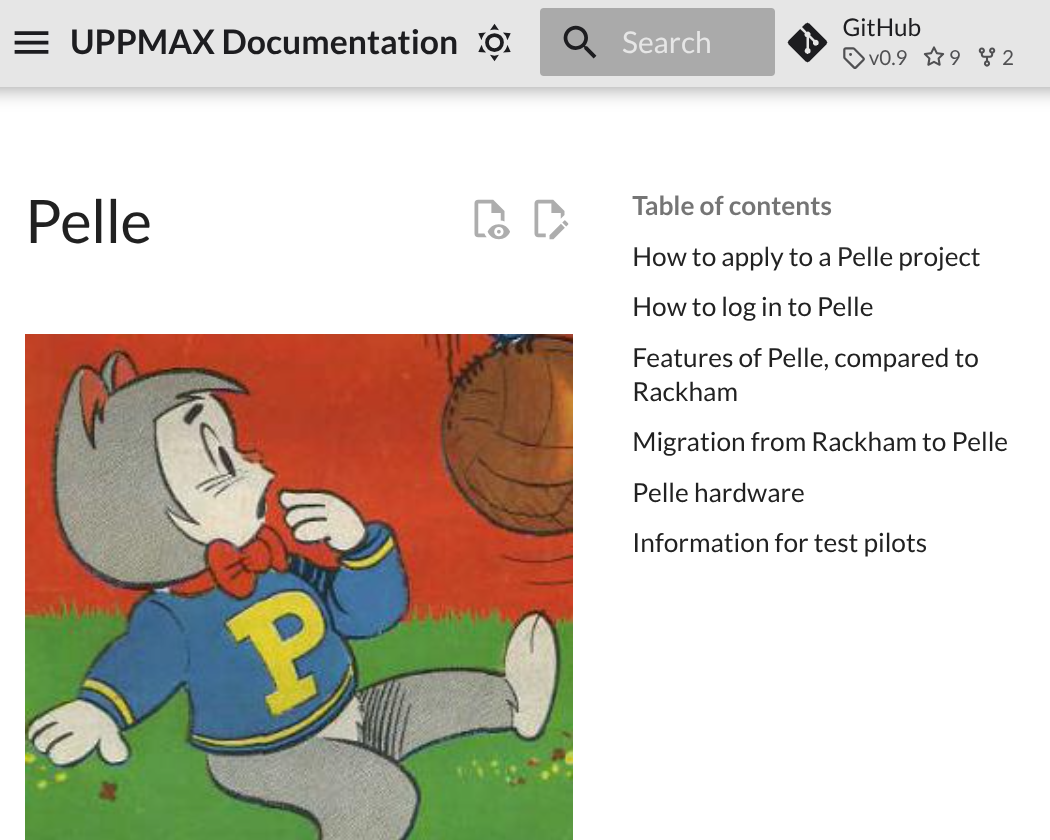 UPPMAX Documentation
Search
GitHub
v0.9 9 2
Pelle
Table of contents
How to apply to a Pelle project
How to log in to Pelle
Features of Pelle, compared to
Rackham
Migration from Rackham to Pelle
Pelle hardware
Information for test pilots
P